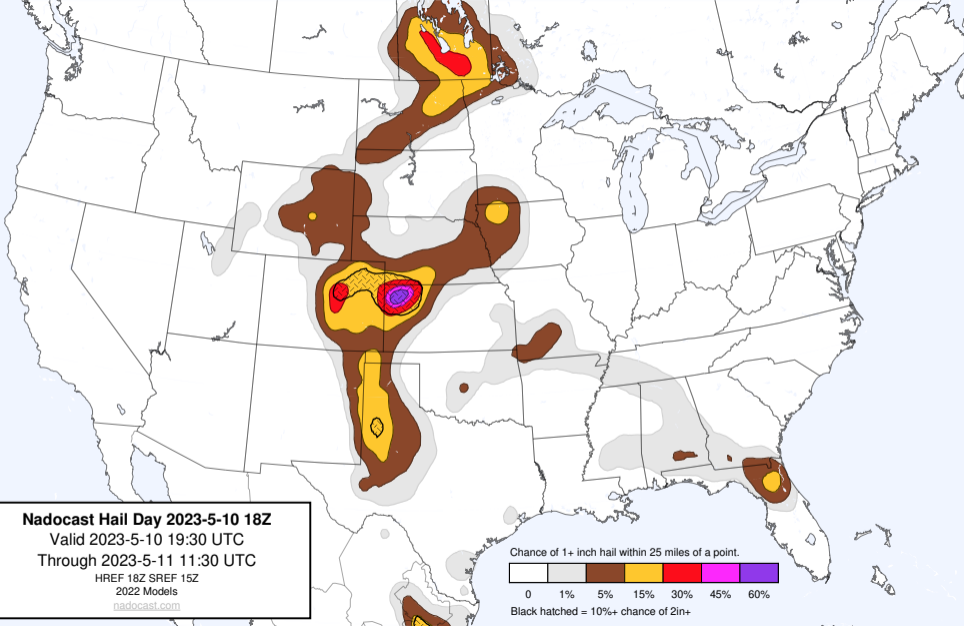 Nadocast Hail Day 2023-5-10 18Z
Valid 2023-5-10 19:30 UTC
Through 2023-5-11 11:30 UTC
HREF 18Z SREF 15Z
2022 Models
nadocast.com
Chance of 1+ inch hail within 25 miles of a point.
0 1% 5% 15% 30% 45% 60%
Black hatched = 10%+ chance of 2in+